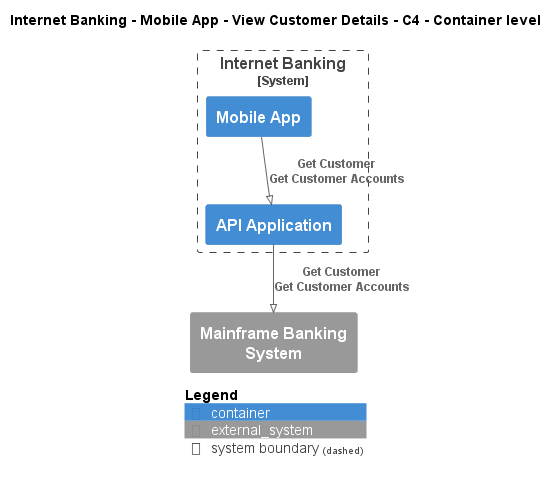 Internet Banking - Mobile App - View Customer Details - C4 - Container level
Internet Banking
[System]
Mobile App
Get Customer
Get Customer Accounts
API Application
Get Customer
Get Customer Accounts
Mainframe Banking
System
Legend
container
external_system
system boundary (dashed)